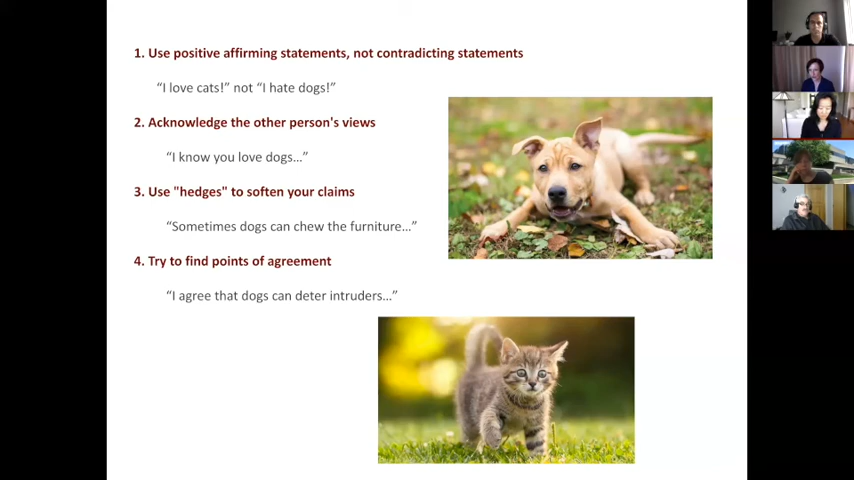 1. Use positive affirming statements, not contradicting statements
“I love cats!” not “I hate dogs!”
2. Acknowledge the other person's views
“I know you love dogs…”
3. Use "hedges" to soften your claims
“Sometimes dogs can chew the furniture…”
4. Try to find points of agreement
“I agree that dogs can deter intruders…”